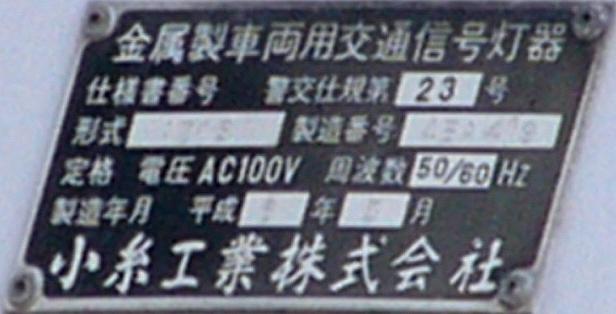 金属製車両用交通信号灯器
仕様書番号 警交仕規第 23 号
形式 製造番号
定格 電圧 AC100V 周波数 50/60 Hz
製造年月 平成 年 月
小糸工業株式会社